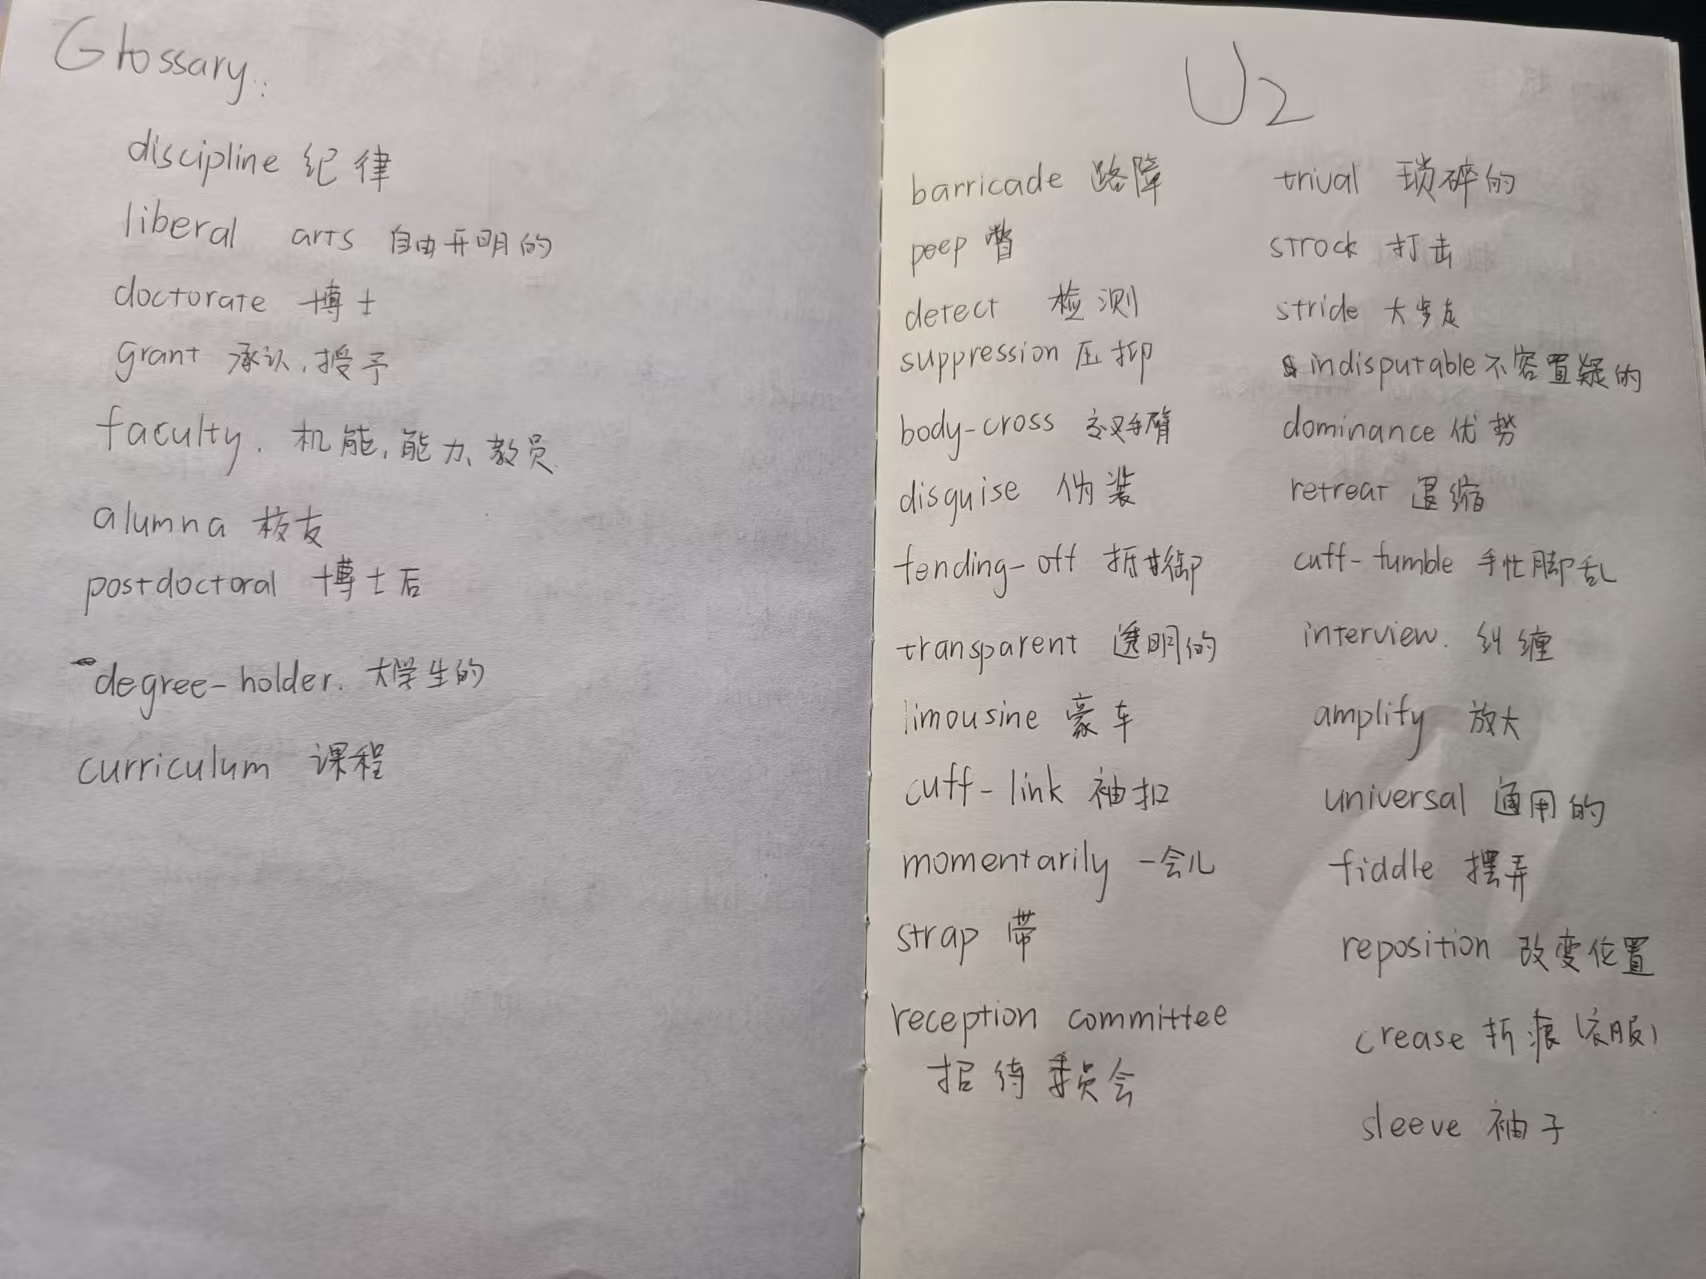 Glossary:
discipline 纪律
liberal arts 自由开明的
doctorate 博士
grant 承认,授予
faculty. 机能,能力,教员.
alumna 校友
postdoctoral 博士后
degree-holder. 大学生的
curriculum 课程
U2
barricade 路障
peep 瞥
detect 检测
suppression 压抑
body-cross 交叉手臂
disguise 伪装
fending-off 抵御
transparent 透明的
limousine 豪车
cuff-link 袖扣
momentarily 一会儿
strap 带
reception committee
招待委员会
trival 琐碎的
strock 打击
stride 大步走
indisputable 不容置疑的
dominance 优势
retreat 退缩
cuff-fumble 手忙脚乱
interview. 纠缠
amplify 放大
universal 通用的
fiddle 摆弄
reposition 改变位置
crease 折痕(衣服)
sleeve 袖子